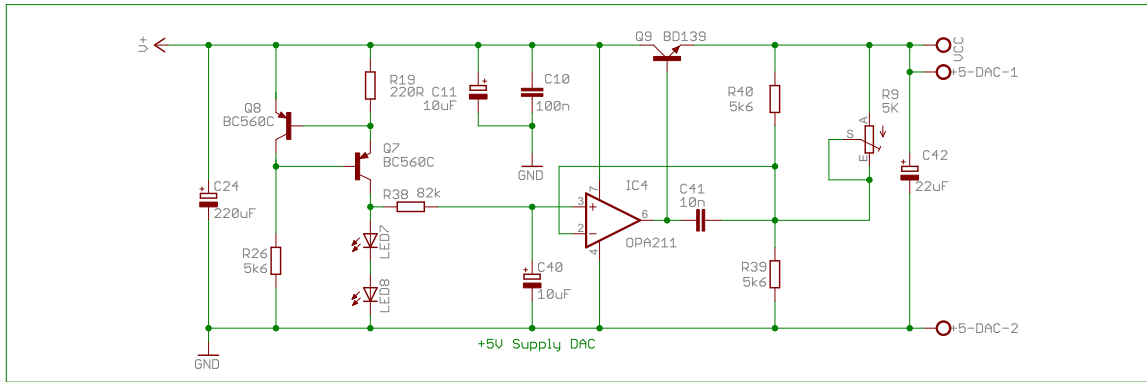 V+
Q9 BD139
VCC
+5-DAC-1
R19
220R
C11
10uF
C10
100n
R40
5k6
R9
5K
A
S
E
Q8
BC560C
Q7
BC560C
GND
C24
220uF
R38 82k
IC4
7
3
2
6
4
OPA211
C41
10n
C42
22uF
LED7
R26
5k6
LED8
C40
10uF
R39
5k6
+5-DAC-2
+5V Supply DAC
GND